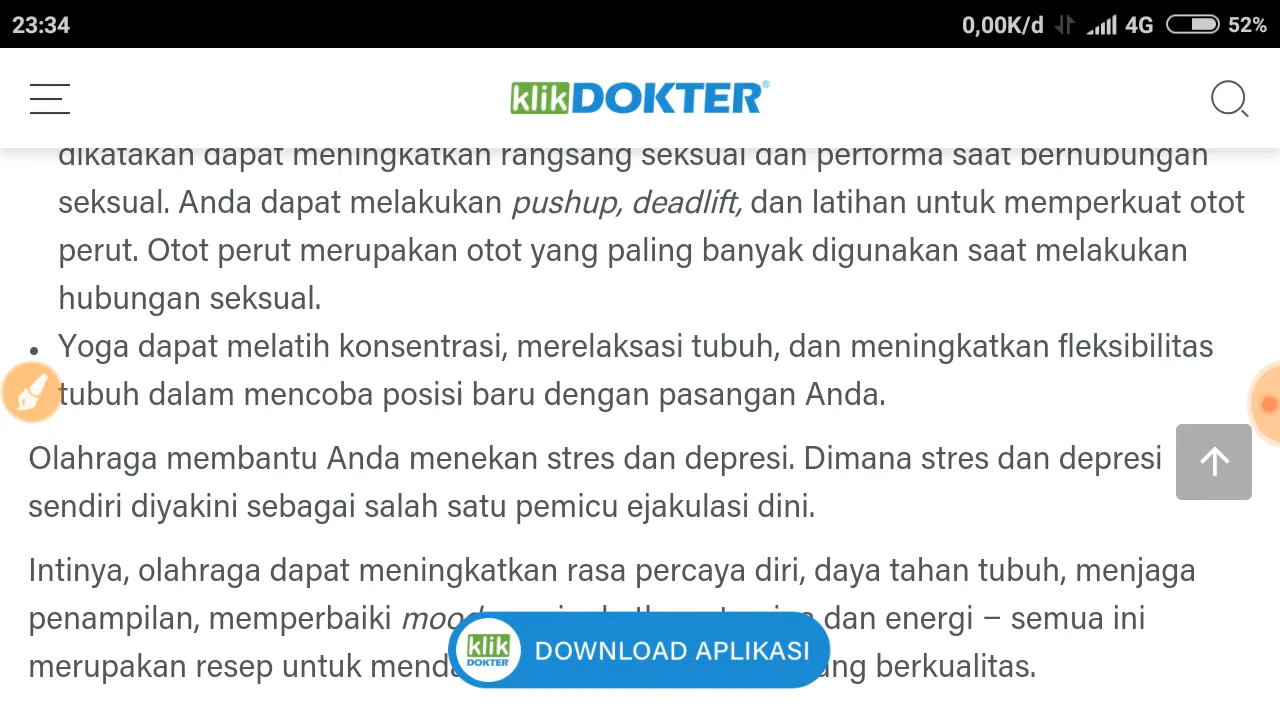 23:34 0,00K/d 4G 52%
klikDOKTER®
dikatakan dapat meningkatkan rangsang seksual dan performa saat berhubungan
seksual. Anda dapat melakukan pushup, deadlift, dan latihan untuk memperkuat otot
perut. Otot perut merupakan otot yang paling banyak digunakan saat melakukan
hubungan seksual.
• Yoga dapat melatih konsentrasi, merelaksasi tubuh, dan meningkatkan fleksibilitas
tubuh dalam mencoba posisi baru dengan pasangan Anda.
Olahraga membantu Anda menekan stres dan depresi. Dimana stres dan depresi
sendiri diyakini sebagai salah satu pemicu ejakulasi dini.
Intinya, olahraga dapat meningkatkan rasa percaya diri, daya tahan tubuh, menjaga
penampilan, memperbaiki dan energi – semua ini
merupakan resep untuk berkualitas.
klik DOKTER DOWNLOAD APLIKASI